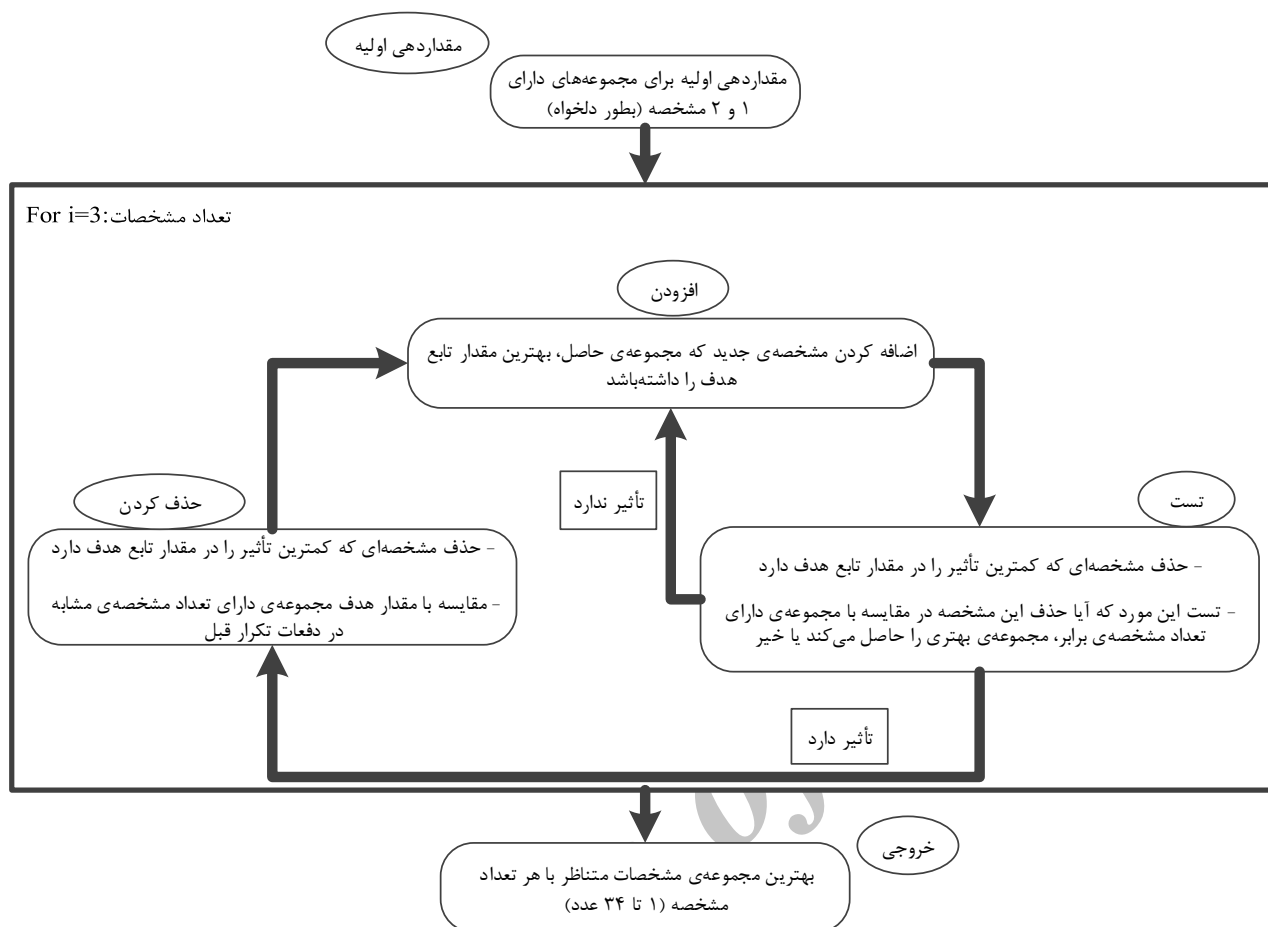 مقداردهی اولیه
مقداردهی اولیه برای مجموعه‌های دارای
۱ و ۲ مشخصه (بطور دلخواه)
For i=3:تعداد مشخصات
افزودن
اضافه کردن مشخصه‌ی جدید که مجموعه‌ی حاصل، بهترین مقدار تابع
هدف را داشته‌باشد
تأثیر ندارد
تست
- حذف مشخصه‌ای که کمترین تأثیر را در مقدار تابع هدف دارد
- تست این مورد که آیا حذف این مشخصه در مقایسه با مجموعه‌ی دارای
تعداد مشخصه‌ی برابر، مجموعه‌ی بهتری را حاصل می‌کند یا خیر
حذف کردن
- حذف مشخصه‌ای که کمترین تأثیر را در مقدار تابع هدف دارد
- مقایسه با مقدار هدف مجموعه‌ی دارای تعداد مشخصه‌ی مشابه
در دفعات تکرار قبل
تأثیر دارد
خروجی
بهترین مجموعه‌ی مشخصات متناظر با هر تعداد
مشخصه (۱ تا ۳۴ عدد)